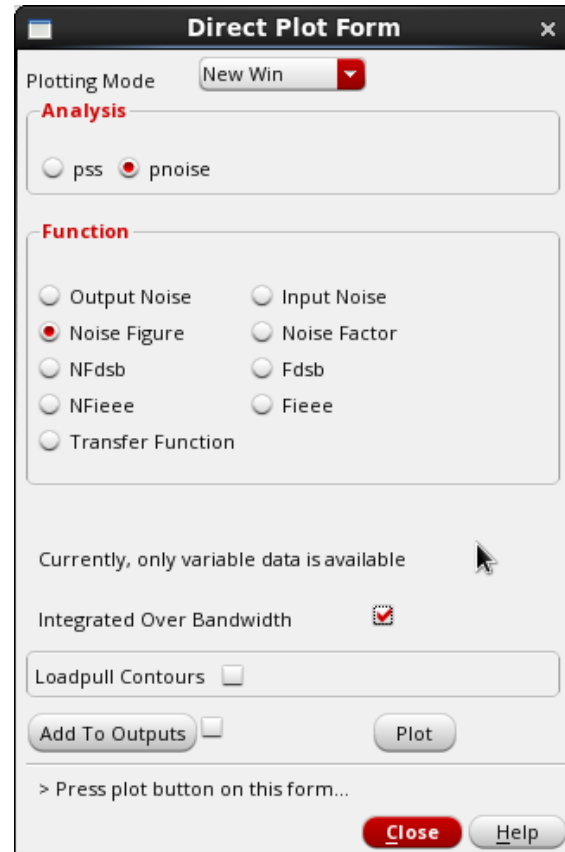 Direct Plot Form
Plotting Mode New Win
Analysis
pss pnoise
Function
Output Noise Input Noise
Noise Figure Noise Factor
NFdsb Fdsb
NFieee Fieee
Transfer Function
Currently, only variable data is available
Integrated Over Bandwidth
Loadpull Contours
Add To Outputs Plot
> Press plot button on this form...
Close Help